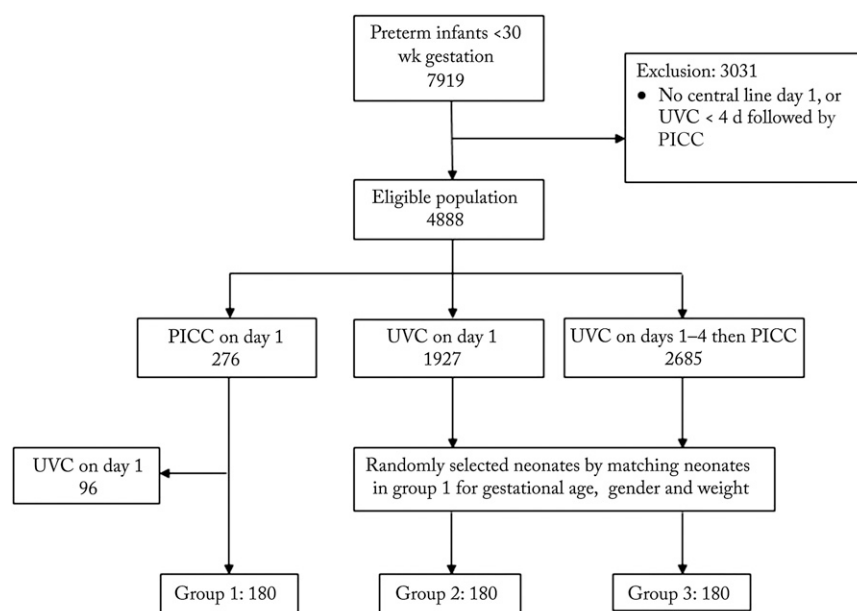 Preterm infants <30
wk gestation
7919
Exclusion: 3031
● No central line day 1, or
UVC < 4 d followed by
PICC
Eligible population
4888
PICC on day 1
276
UVC on day 1
1927
UVC on days 1–4 then PICC
2685
UVC on day 1
96
Randomly selected neonates by matching neonates
in group 1 for gestational age, gender and weight
Group 1: 180
Group 2: 180
Group 3: 180